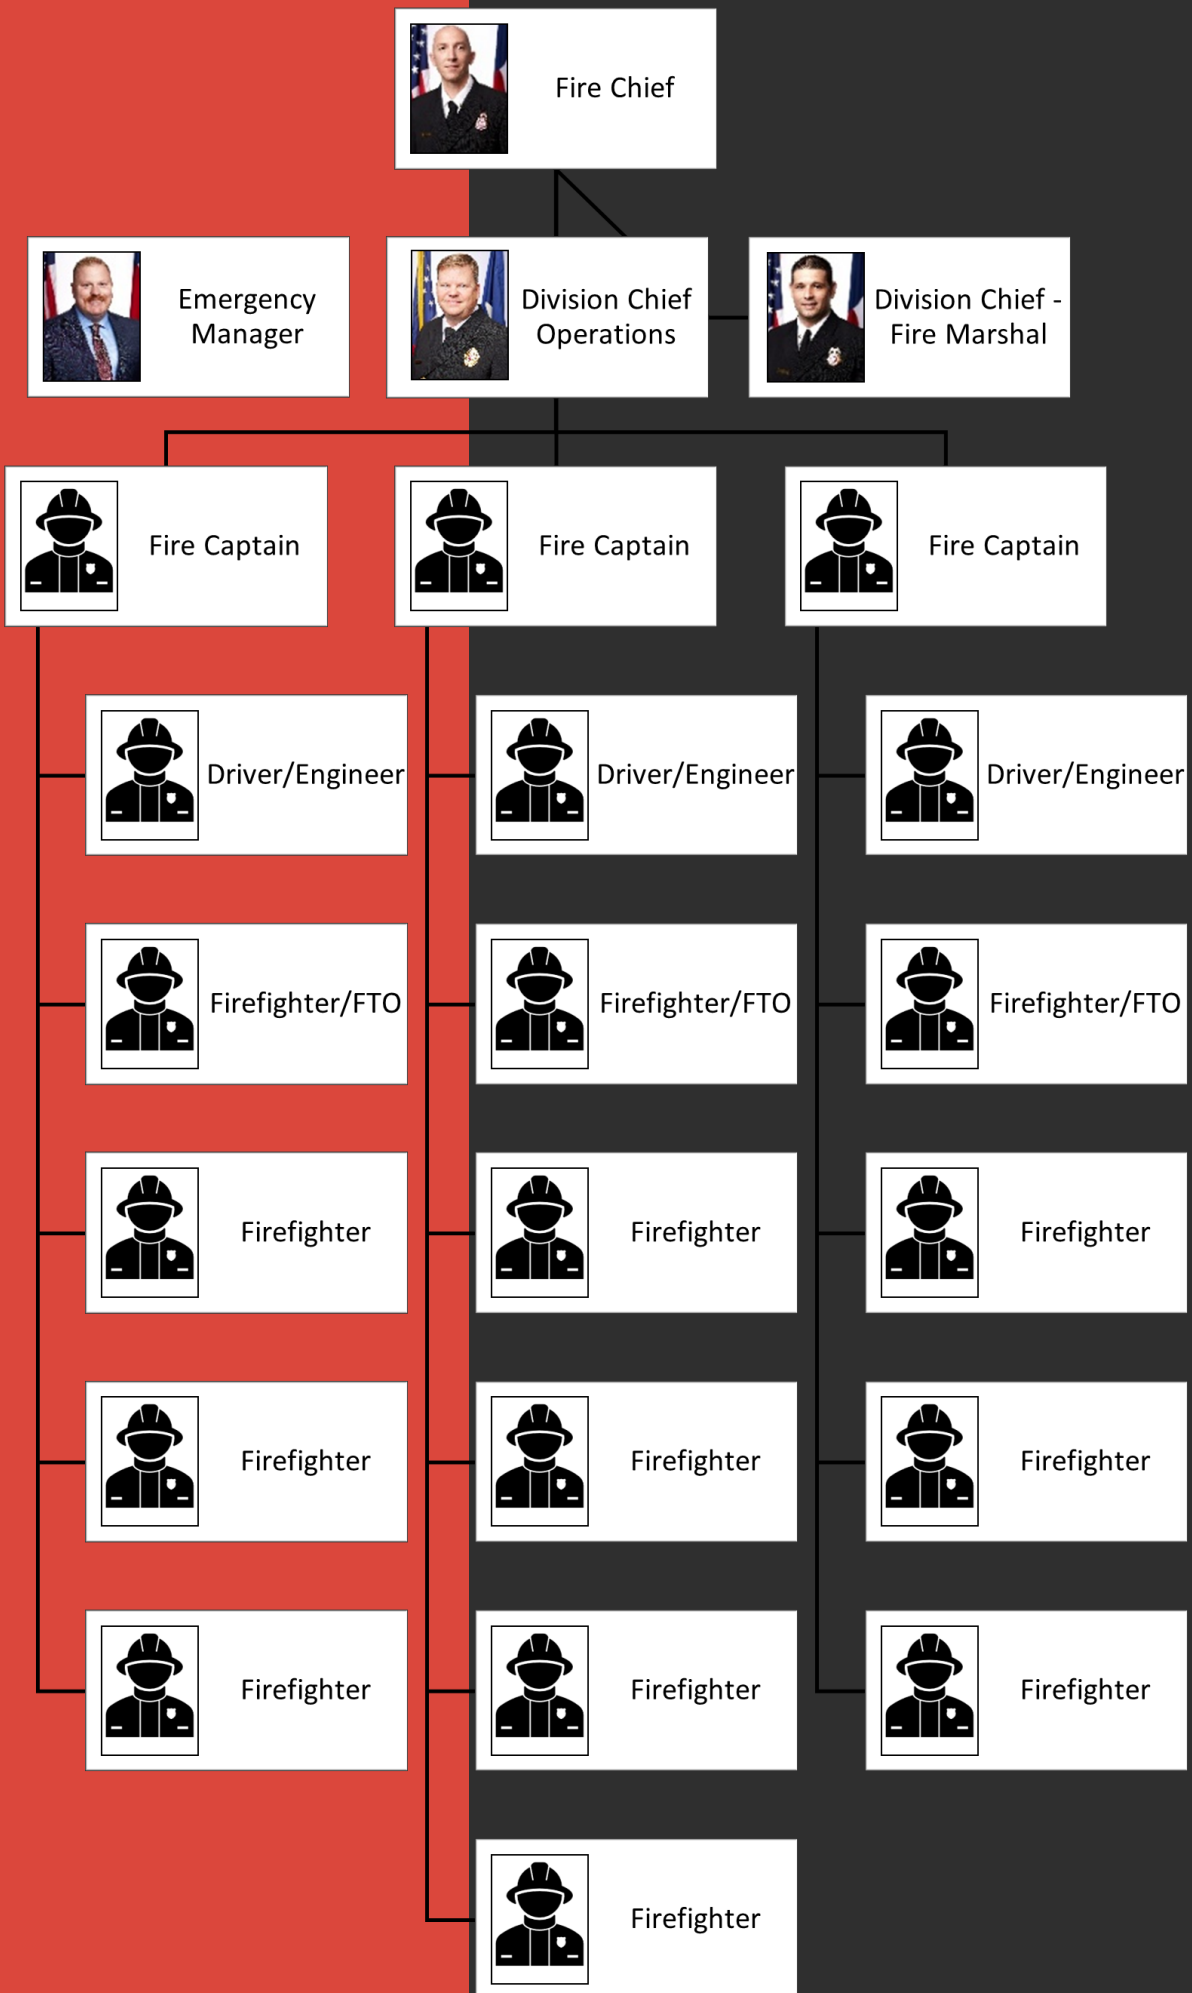 Fire Chief
Emergency
Manager
Division Chief
Operations
Division Chief -
Fire Marshal
Fire Captain
Fire Captain
Fire Captain
Driver/Engineer
Driver/Engineer
Driver/Engineer
Firefighter/FTO
Firefighter/FTO
Firefighter/FTO
Firefighter
Firefighter
Firefighter
Firefighter
Firefighter
Firefighter
Firefighter
Firefighter
Firefighter
Firefighter